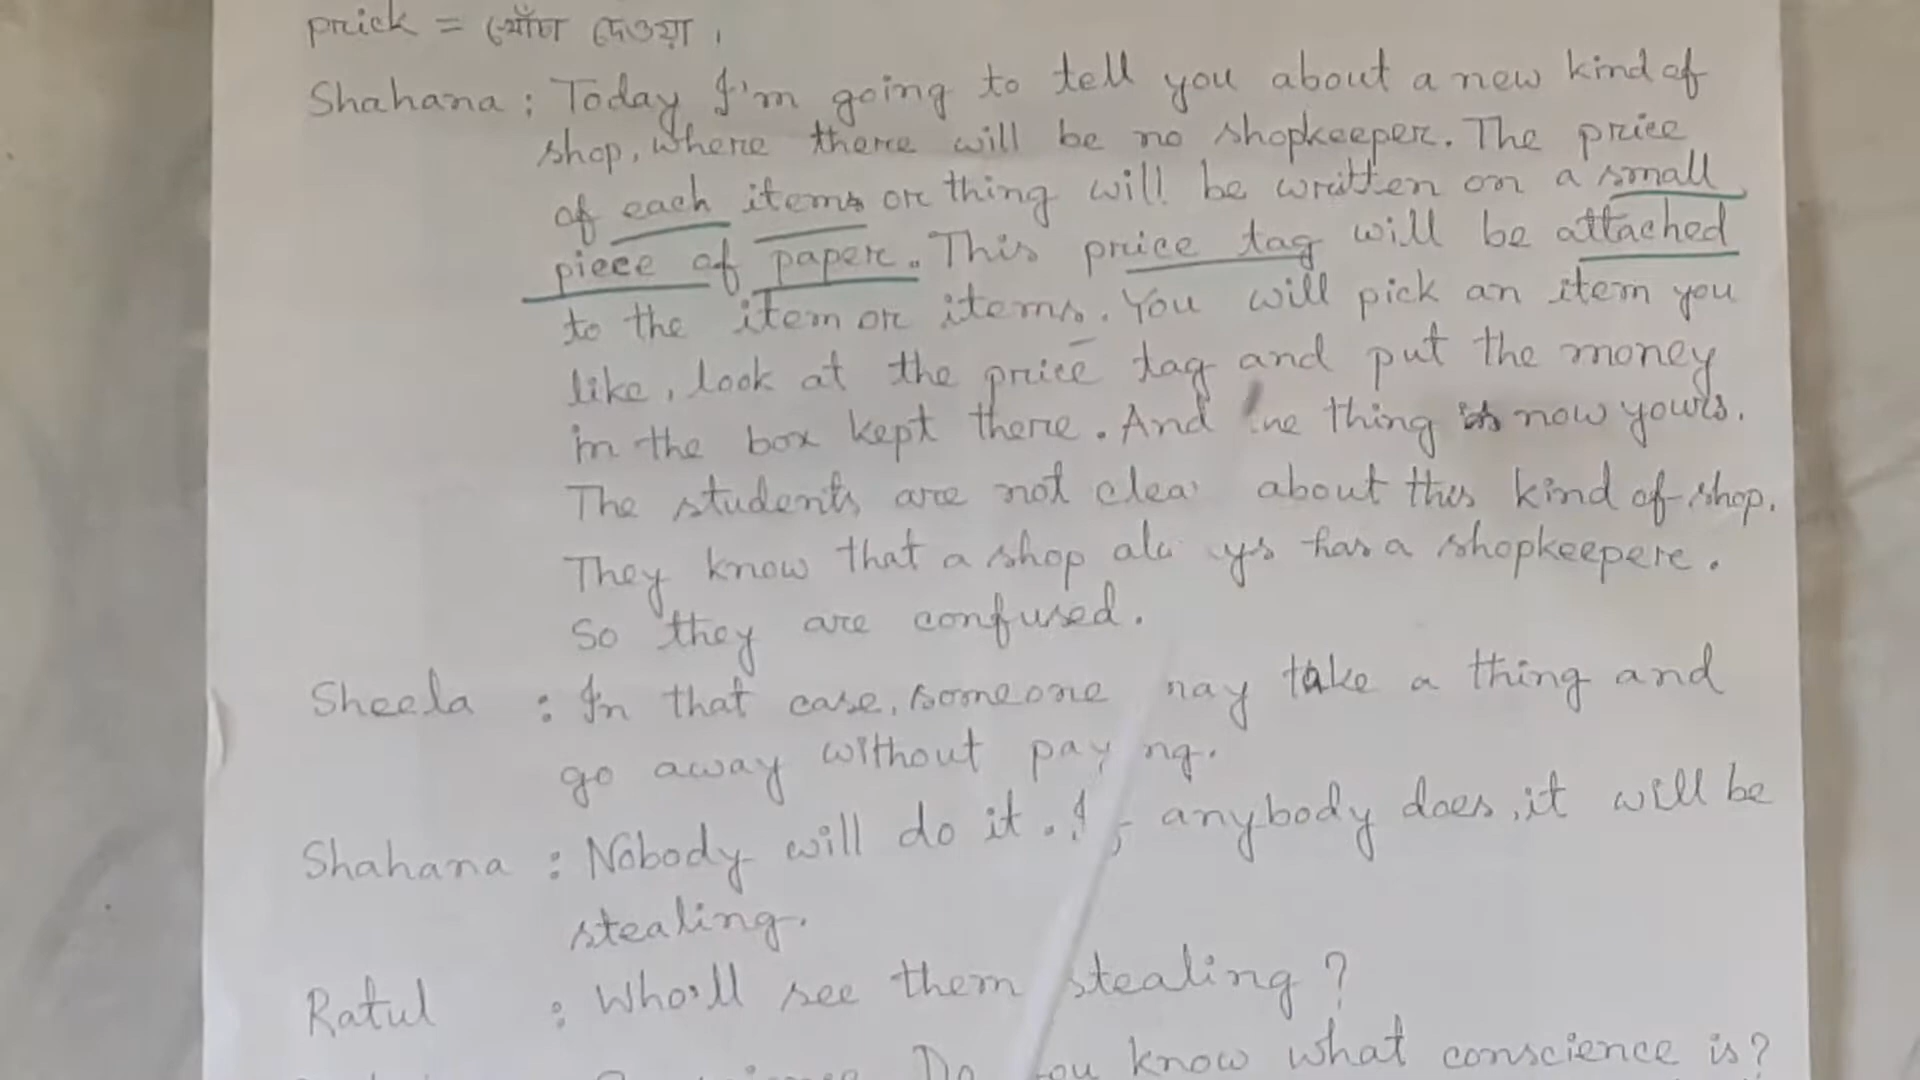 prick = খোঁচা দেওয়া ।
Shahana : Today I'm going to tell you about a new kind of
shop, where there will be no shopkeeper. The price
of each items or thing will be written on a small
piece of paper. This price tag will be attached
to the item or items. You will pick an item you
like, look at the price tag and put the money
in the box kept there. And the thing is now yours.
The students are not clear about this kind of shop.
They know that a shop always has a shopkeeper.
So they are confused.
Sheela : In that case, someone may take a thing and
go away without paying.
Shahana : Nobody will do it. If anybody does, it will be
stealing.
Ratul : Who'll see them stealing?
Do you know what conscience is?